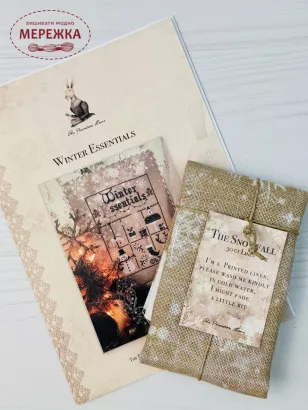 ВИШИВАТИ МОДНО
МЕРЕЖКА
The Primitive Hare
WINTER ESSENTIALS
Winter
Essentials
THE SNOWFALL
I'M A PRINTED LINEN,
PLEASE WASH ME KINDLY
IN COLD WATER,
I MIGHT FADE
A LITTLE BIT
The Primitive Hare